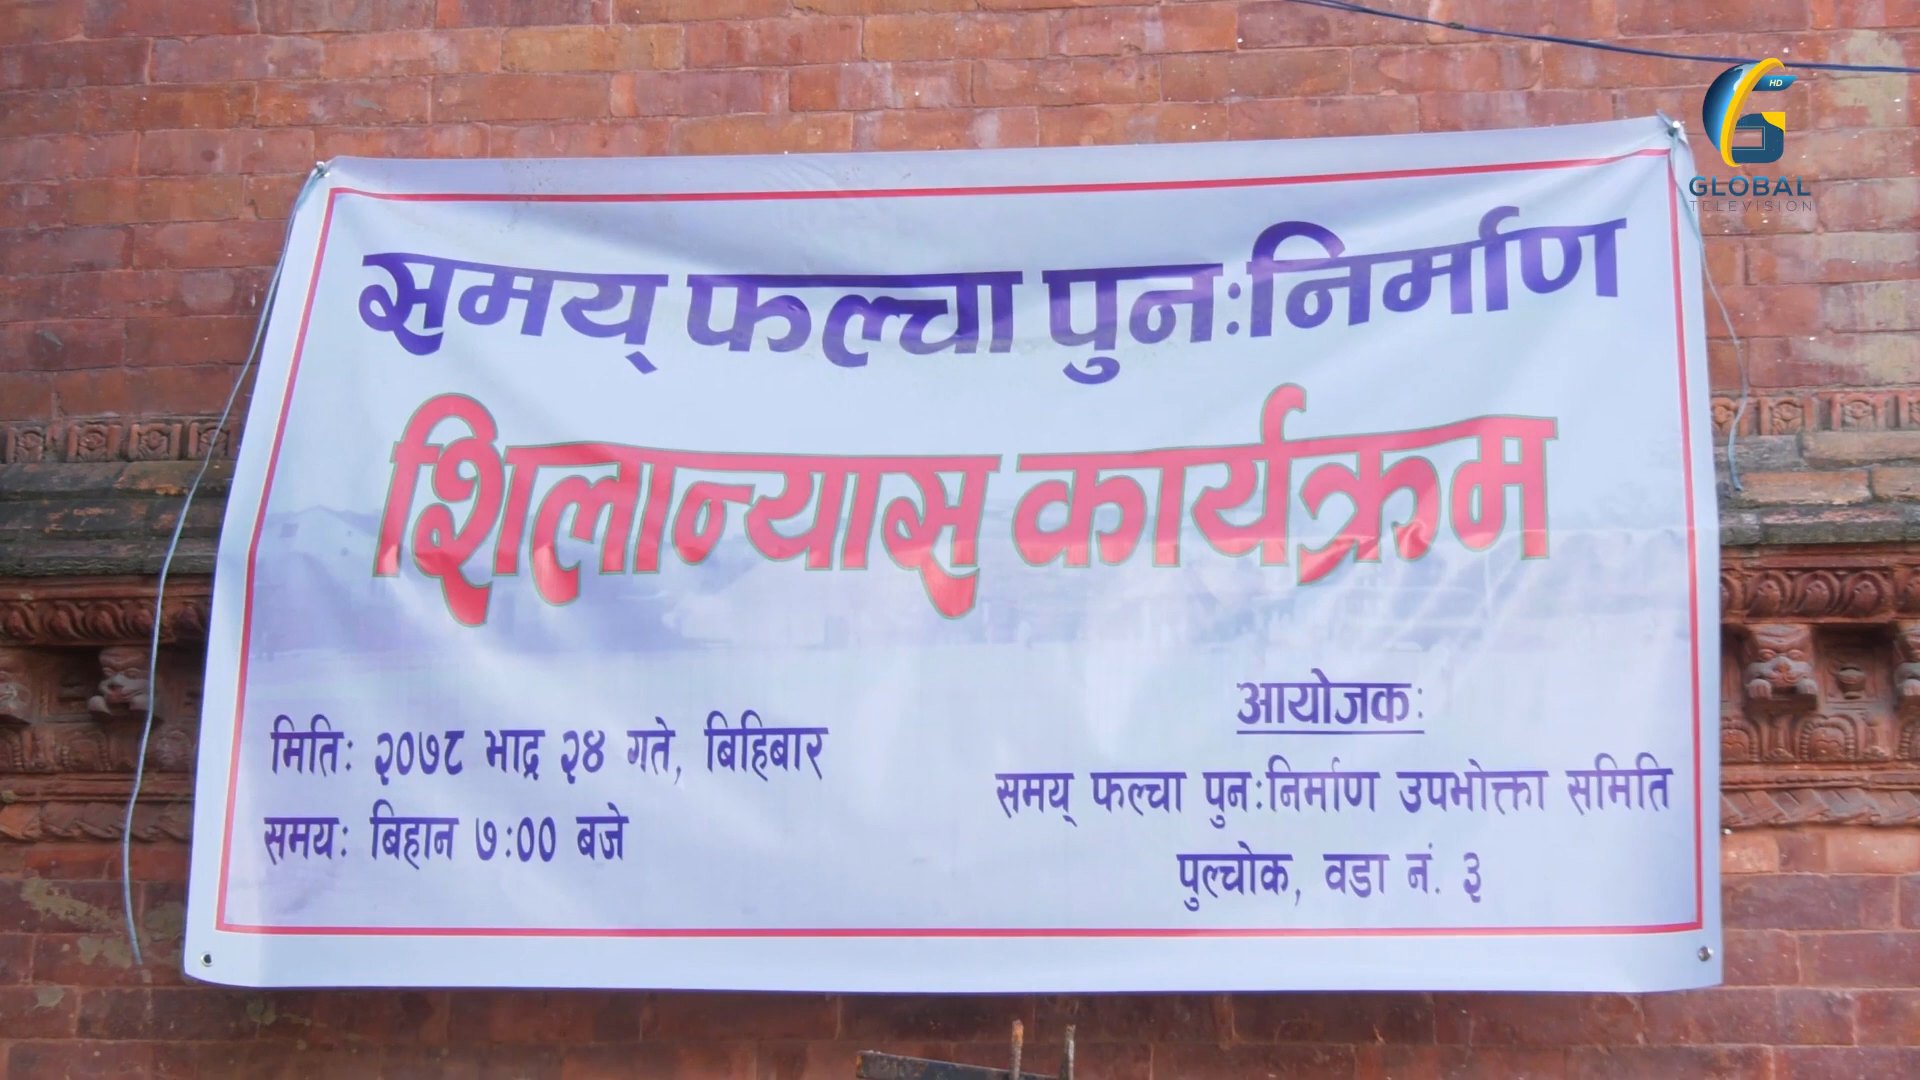 HD
GLOBAL
TELEVISION
समय् फल्चा पुनःनिर्माण
शिलान्यास कार्यक्रम
मितिः २०७८ भाद्र २४ गते, बिहिबार
समयः बिहान ७:०० बजे
आयोजकः
समय् फल्चा पुनःनिर्माण उपभोक्ता समिति
पुल्चोक, वडा नं. ३